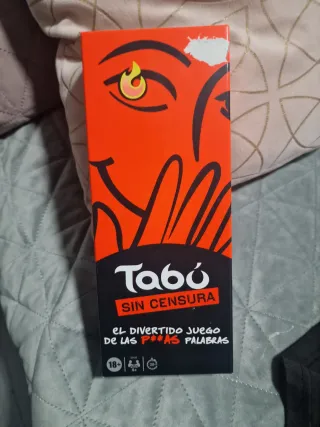 Tabú
SIN CENSURA
EL DIVERTIDO JUEGO
DE LAS P**AS PALABRAS
18+